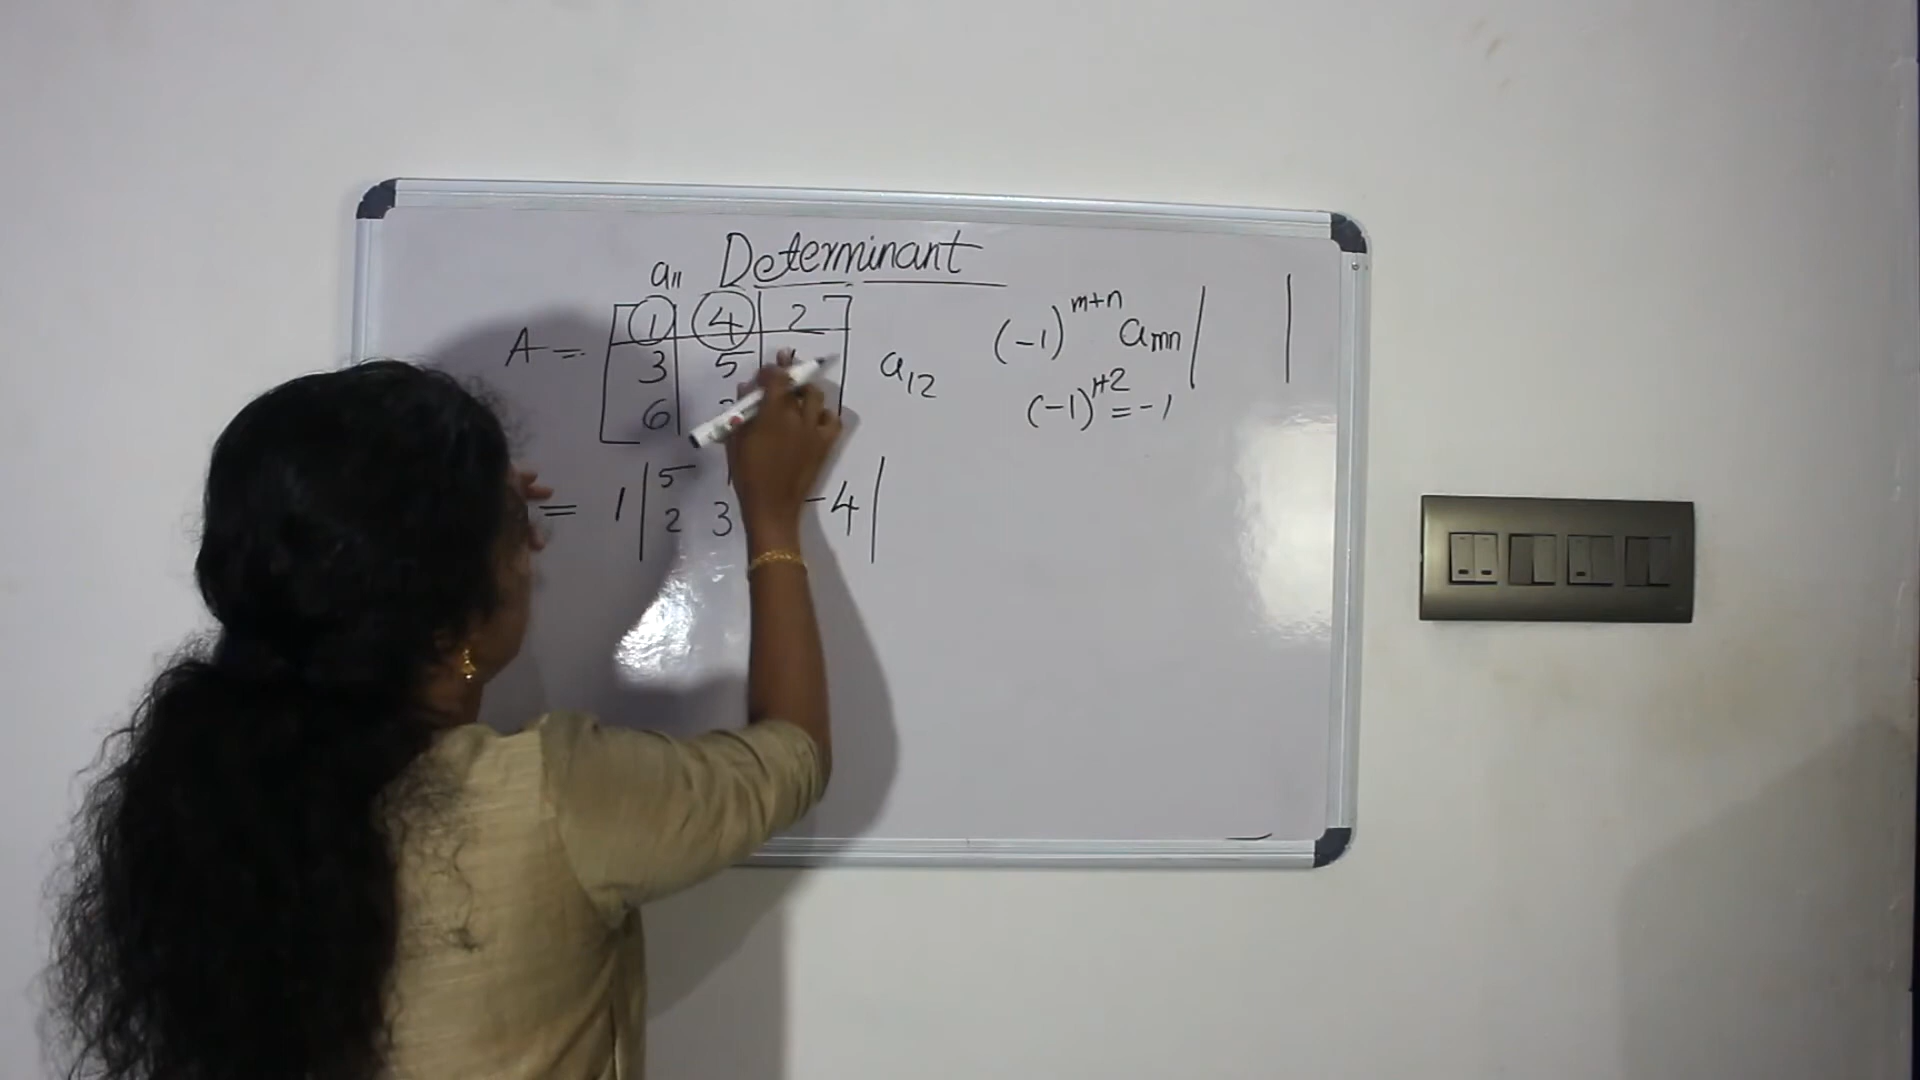 Determinant
a11
A = [ 1 4 2
3 5
6
a12
(-1)^m+n amn | |
(-1)^1+2 = -1
= 1 | 5
2 3 -4 |